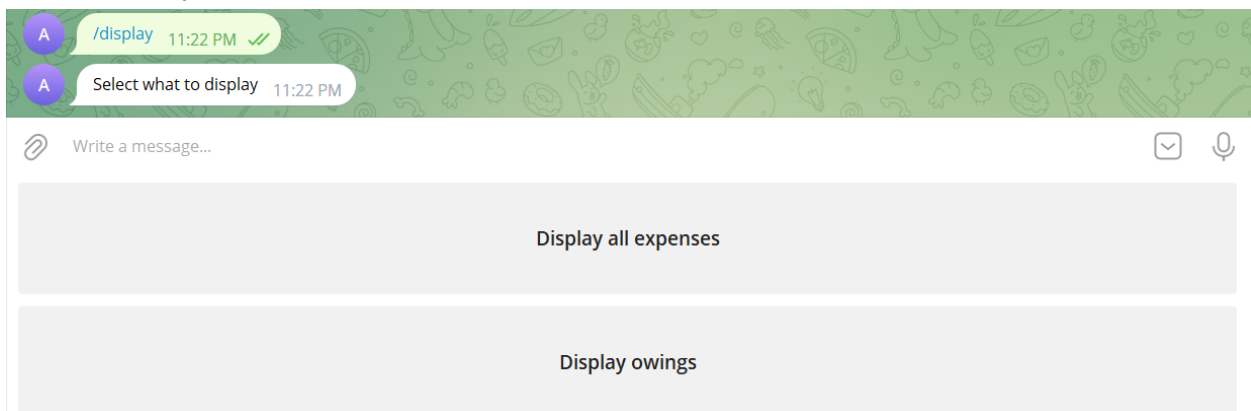 A
/display 11:22 PM
A
Select what to display 11:22 PM
Write a message...
Display all expenses
Display owings